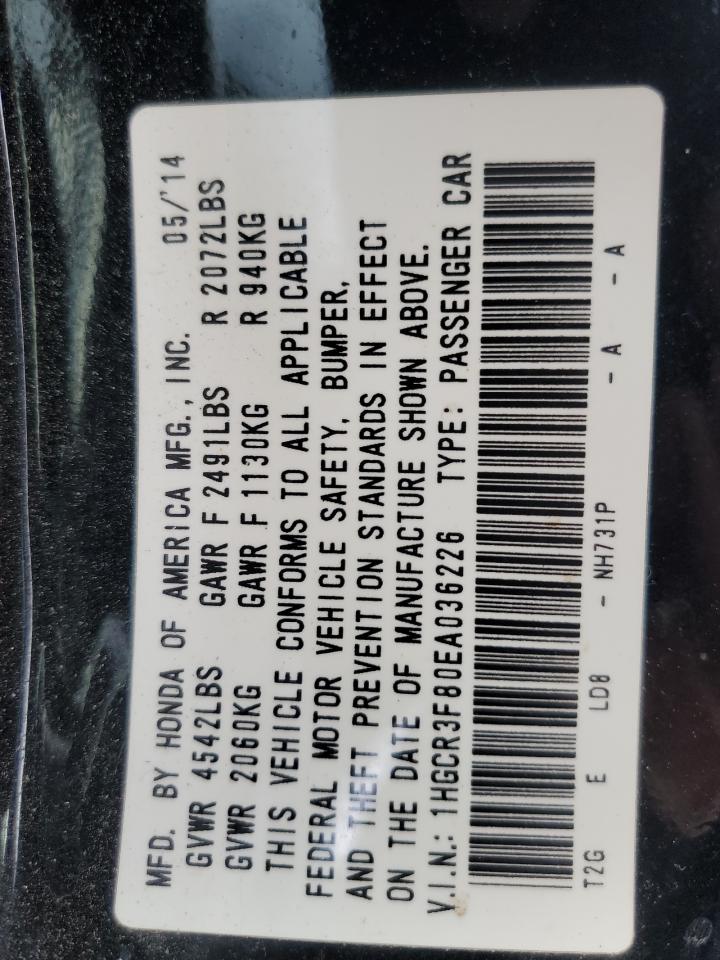 MFD. BY HONDA OF AMERICA MFG., INC. 05/'14
GVWR 4542LBS GAWR F 2491LBS R 2072LBS
GVWR 2060KG GAWR F 1130KG R 940KG
THIS VEHICLE CONFORMS TO ALL APPLICABLE
FEDERAL MOTOR VEHICLE SAFETY, BUMPER,
AND THEFT PREVENTION STANDARDS IN EFFECT
ON THE DATE OF MANUFACTURE SHOWN ABOVE.
V.I.N.: 1HGCR3F80EA036226 TYPE: PASSENGER CAR
T2G E LD8 - NH731P - A - A